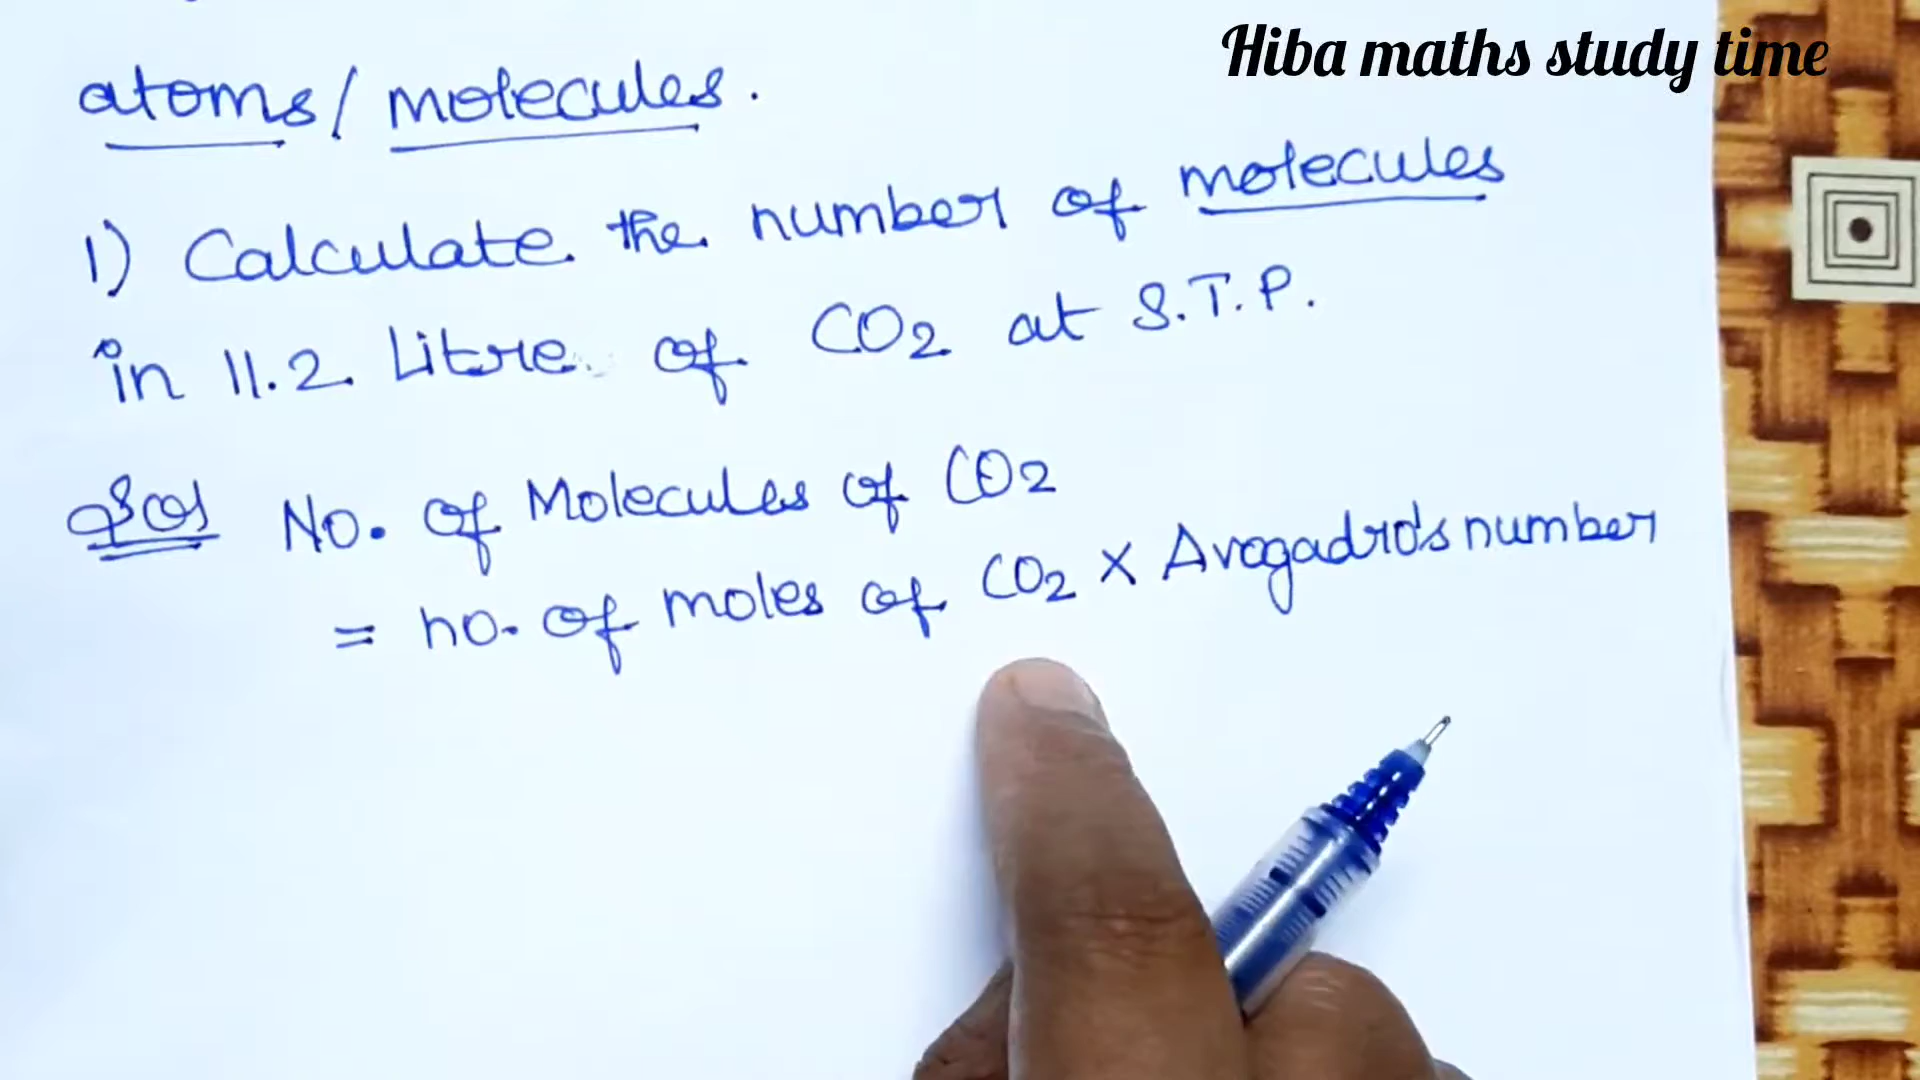 Hiba maths study time
atoms/molecules.
1) Calculate the number of molecules
in 11.2 Litre of CO2 at S.T.P.
Sol No. of Molecules of CO2
= no. of moles of CO2 × Avogadro's number